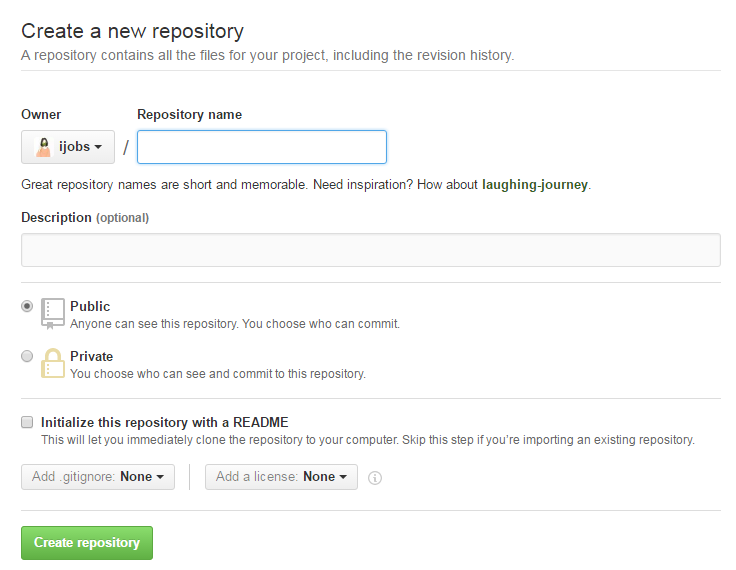 Create a new repository
A repository contains all the files for your project, including the revision history.
Owner
Repository name
ijobs
/
Great repository names are short and memorable. Need inspiration? How about laughing-journey.
Description (optional)
Public
Anyone can see this repository. You choose who can commit.
Private
You choose who can see and commit to this repository.
Initialize this repository with a README
This will let you immediately clone the repository to your computer. Skip this step if you’re importing an existing repository.
Add .gitignore: None
Add a license: None
Create repository